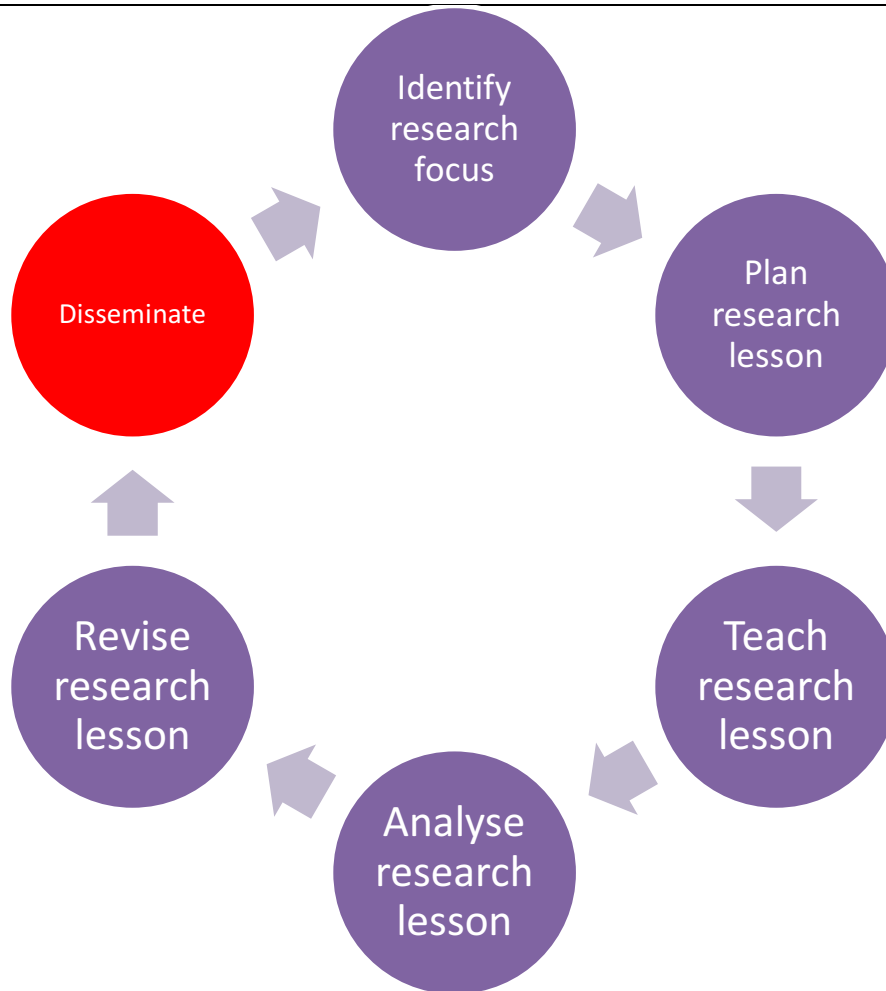 Identify
research
focus
Plan
research
lesson
Teach
research
lesson
Analyse
research
lesson
Revise
research
lesson
Disseminate